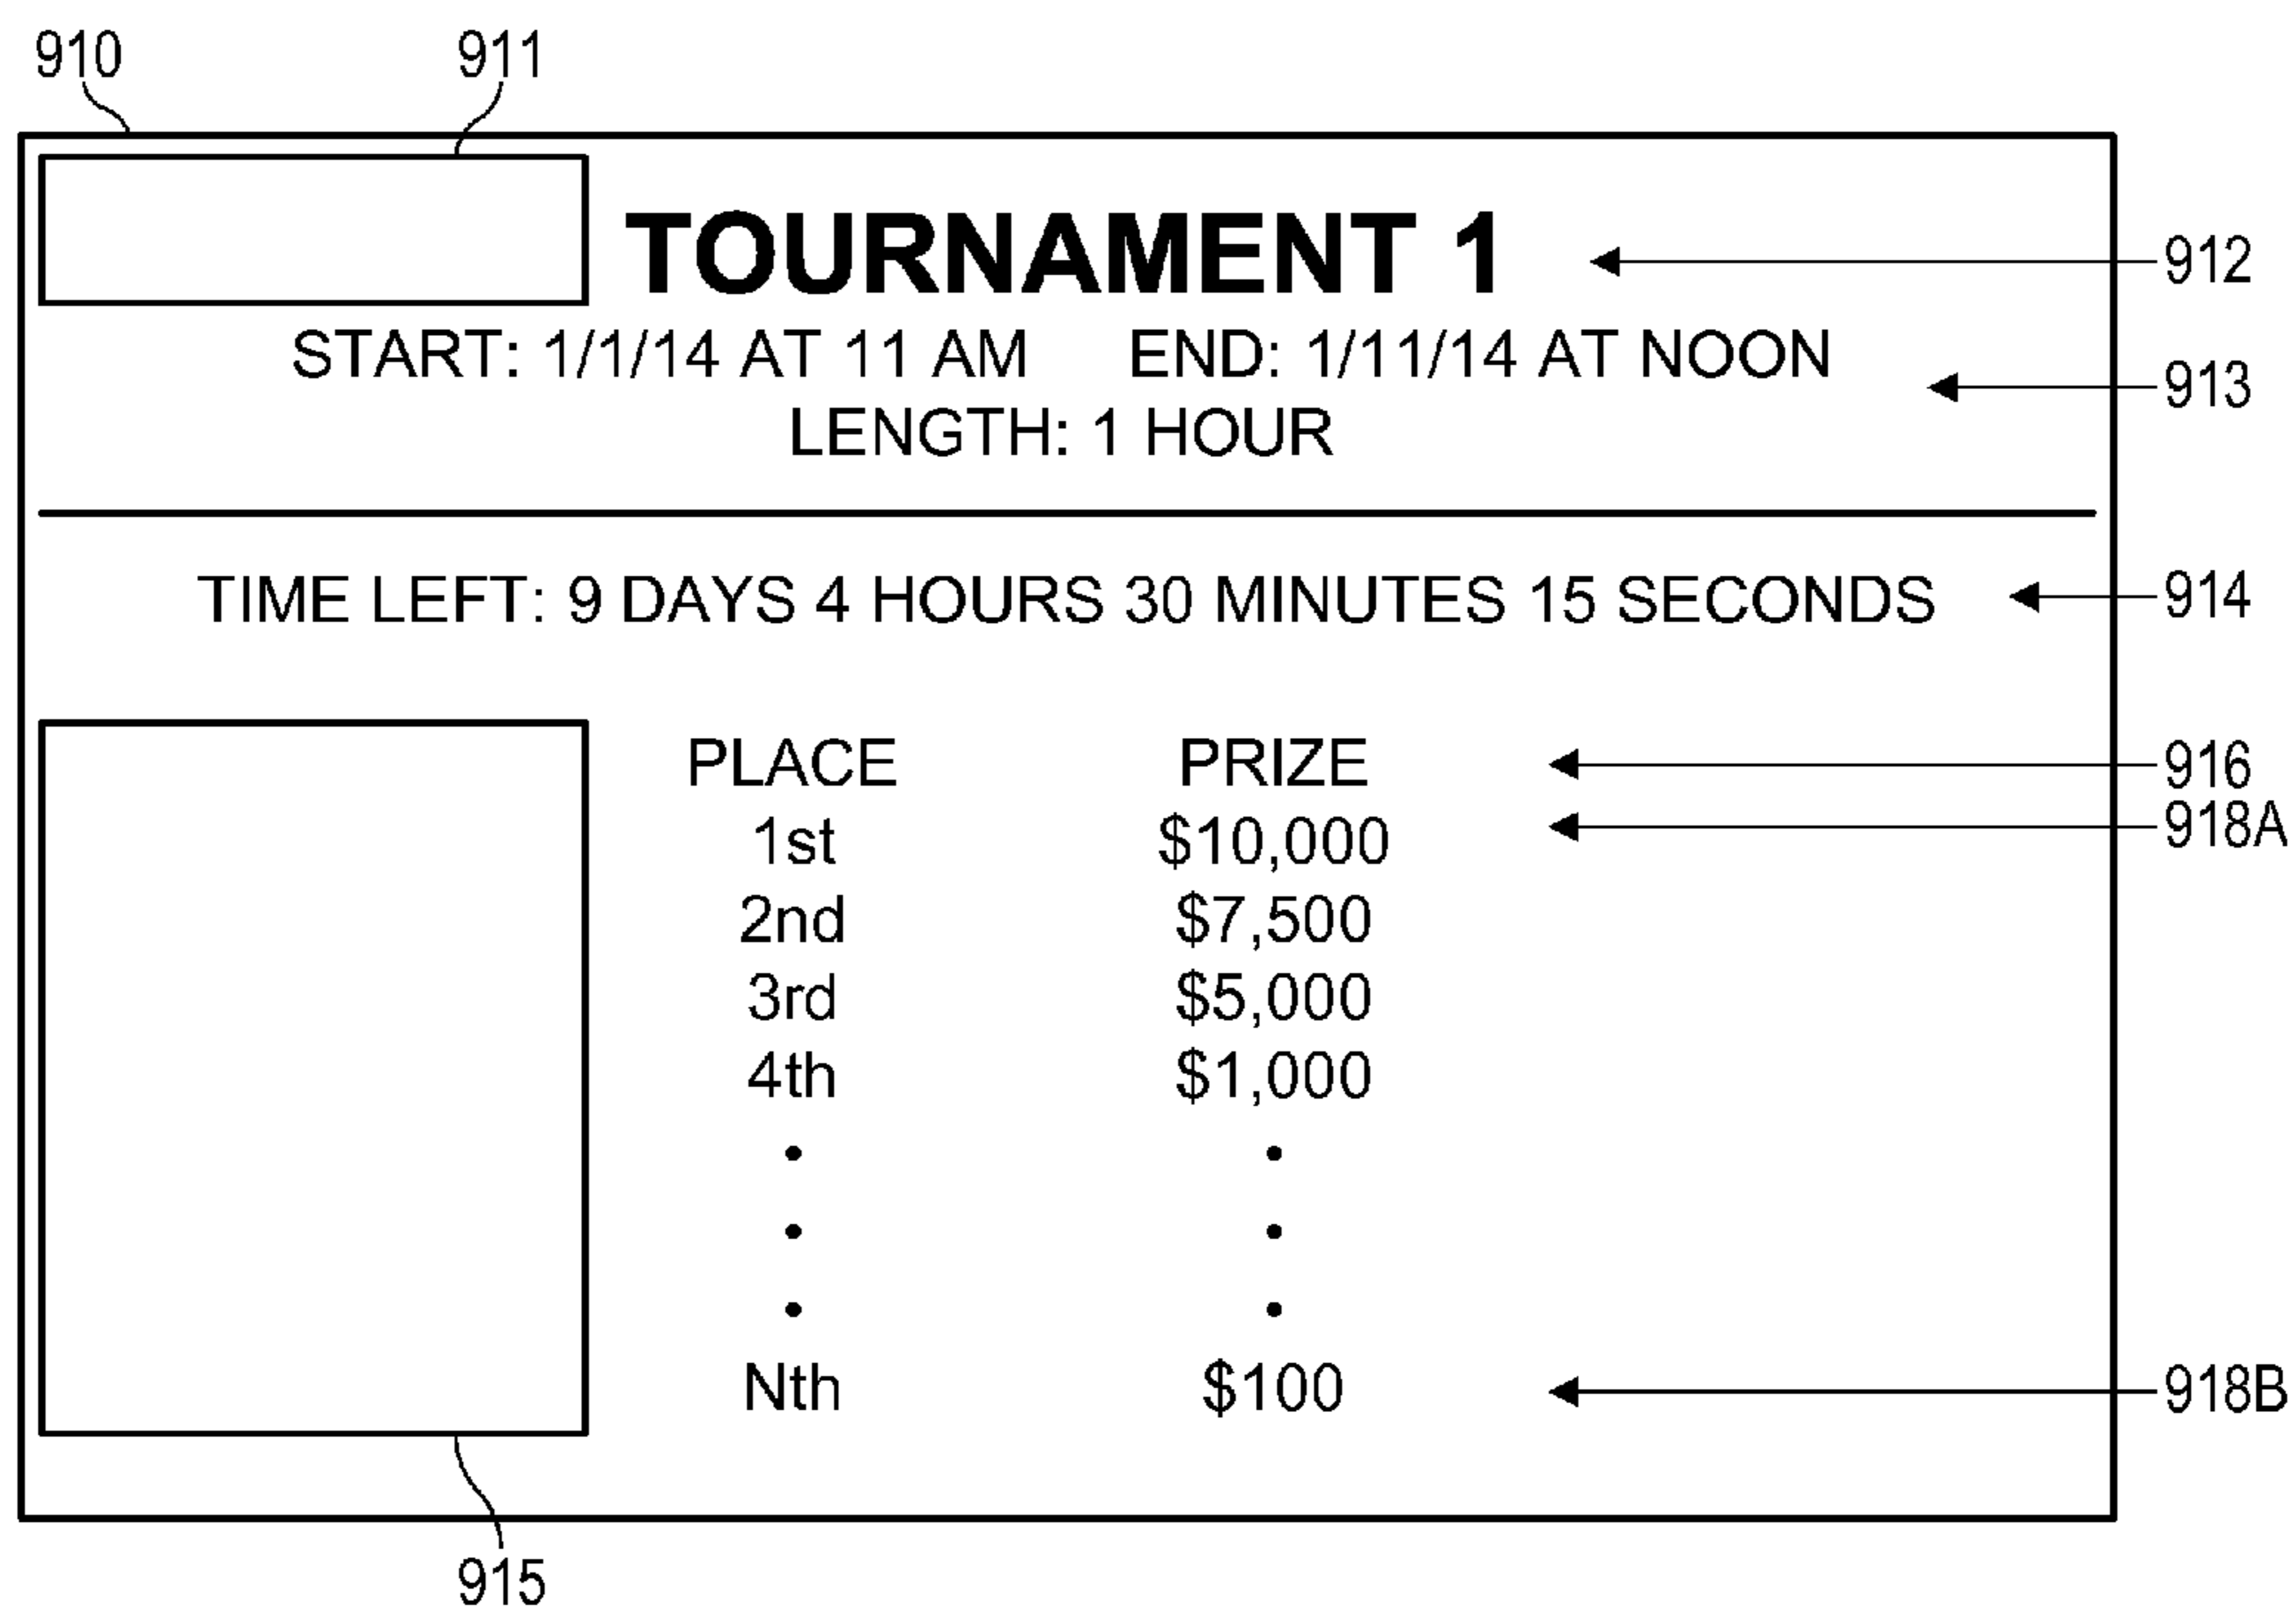 910 911
TOURNAMENT 1 912
START: 1/1/14 AT 11 AM END: 1/11/14 AT NOON
913
LENGTH: 1 HOUR
TIME LEFT: 9 DAYS 4 HOURS 30 MINUTES 15 SECONDS 914
PLACE PRIZE 916
1st $10,000 918A
2nd $7,500
3rd $5,000
4th $1,000
Nth $100 918B
915